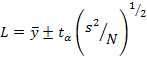 L = ȳ ± t_α (s²/N)^{1/2}